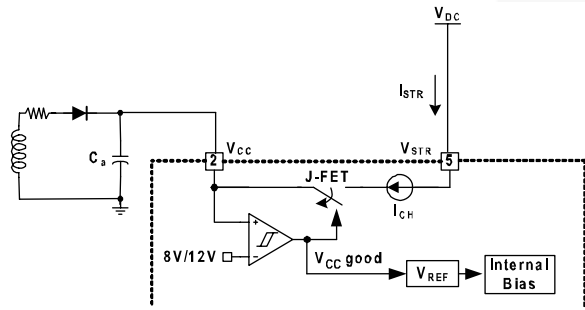 VDC
ISTR
VCC
VSTR
2
5
Ca
J-FET
ICH
+
8V/12V
-
VCC good
VREF
Internal
Bias